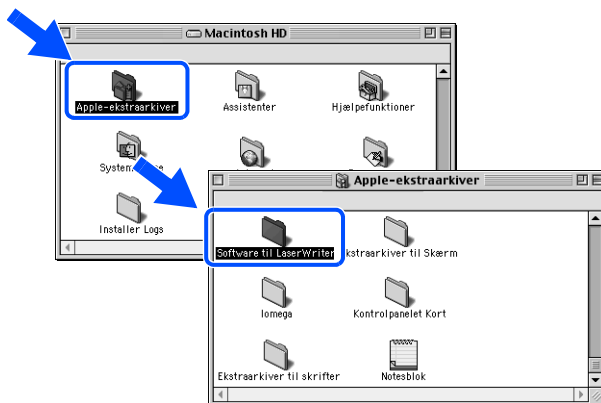 Macintosh HD
Apple-ekstraarkiver
Assistenter
Hjælpefunktioner
Installer Logs
Apple-ekstraarkiver
Software til LaserWriter
kstraarkiver til Skærm
Iomega
Kontrolpanelet Kort
Ekstraarkiver til skrifter
Notesblok